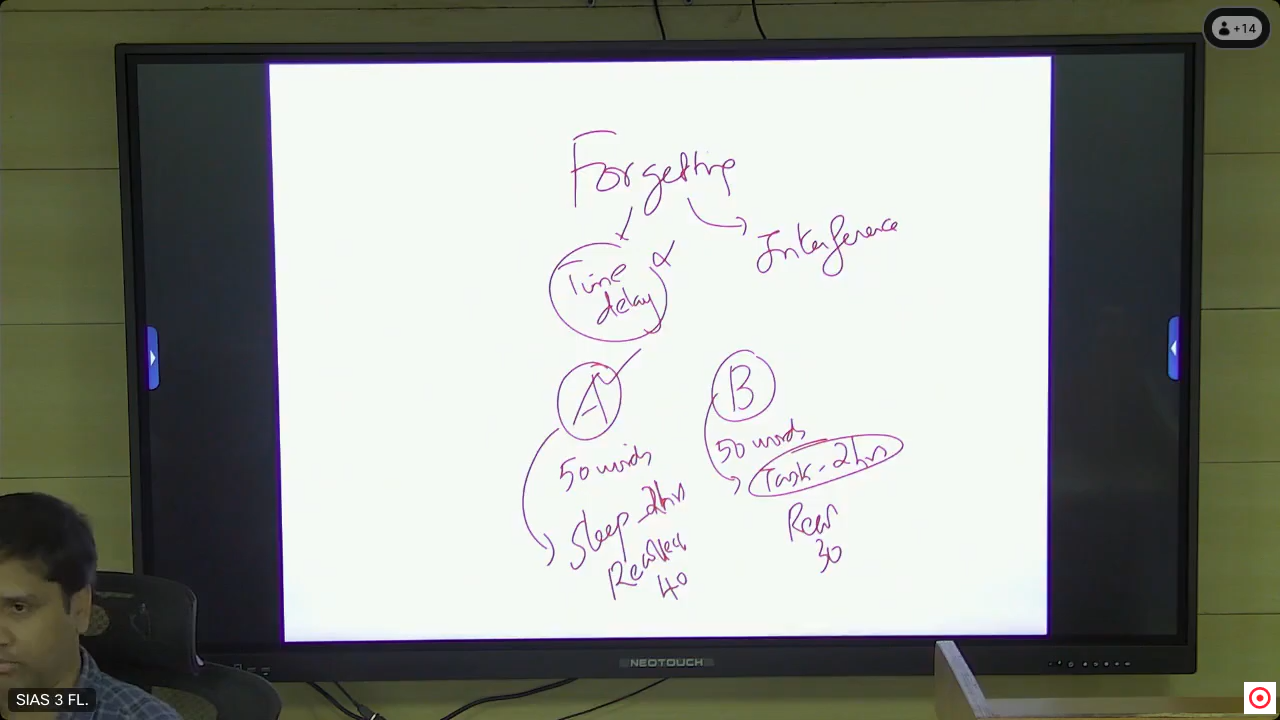 +14
Forgetting
Interference
Time
delay
A
B
50 words
50 words
Task - 2hrs
Sleep - 2hrs
Recalled
40
30
NEOTOUCH
SIAS 3 FL.